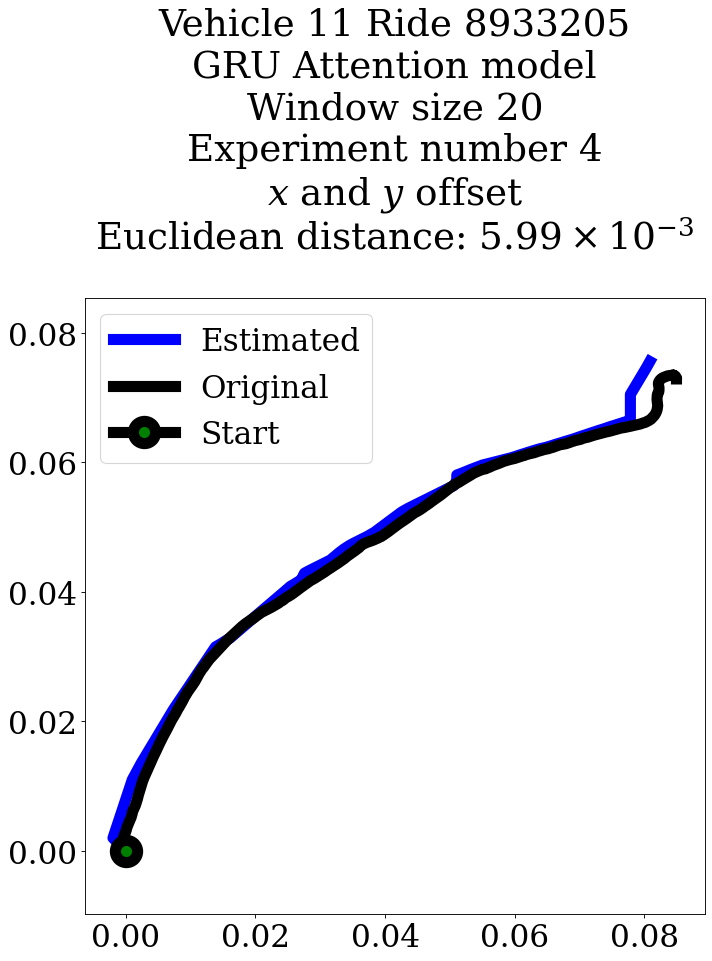 Vehicle 11 Ride 8933205
GRU Attention model
Window size 20
Experiment number 4
x and y offset
Euclidean distance: 5.99 × 10⁻³
Estimated
Original
Start
0.08
0.06
0.04
0.02
0.00
0.00 0.02 0.04 0.06 0.08